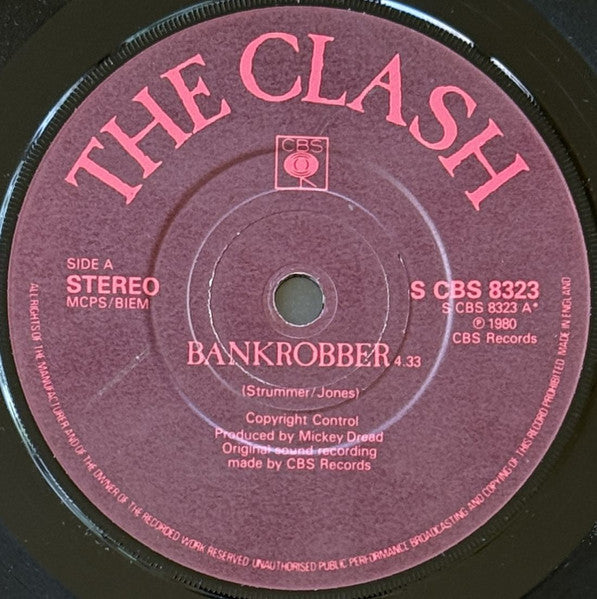 THE CLASH
CBS
SIDE A
STEREO
MCPS/BIEM
S CBS 8323
S CBS 8323 A*
℗ 1980
CBS Records
BANKROBBER 4.33
(Strummer/Jones)
Copyright Control
Produced by Mickey Dread
Original sound recording
made by CBS Records
ALL RIGHTS OF THE MANUFACTURER AND OF THE OWNER OF THE RECORDED WORK RESERVED. UNAUTHORISED PUBLIC PERFORMANCE BROADCASTING AND COPYING OF THIS RECORD PROHIBITED. MADE IN ENGLAND